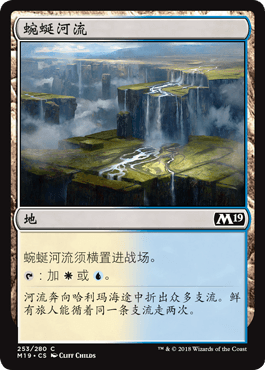 蜿蜒河流
地
M19
蜿蜒河流须横置进战场。
：加或。
河流奔向哈利玛海途中折出众多支流。鲜
有旅人能循着同一条支流走两次。
253/280 C
M19 • CS CLIFF CHILDS
™ & © 2018 Wizards of the Coast